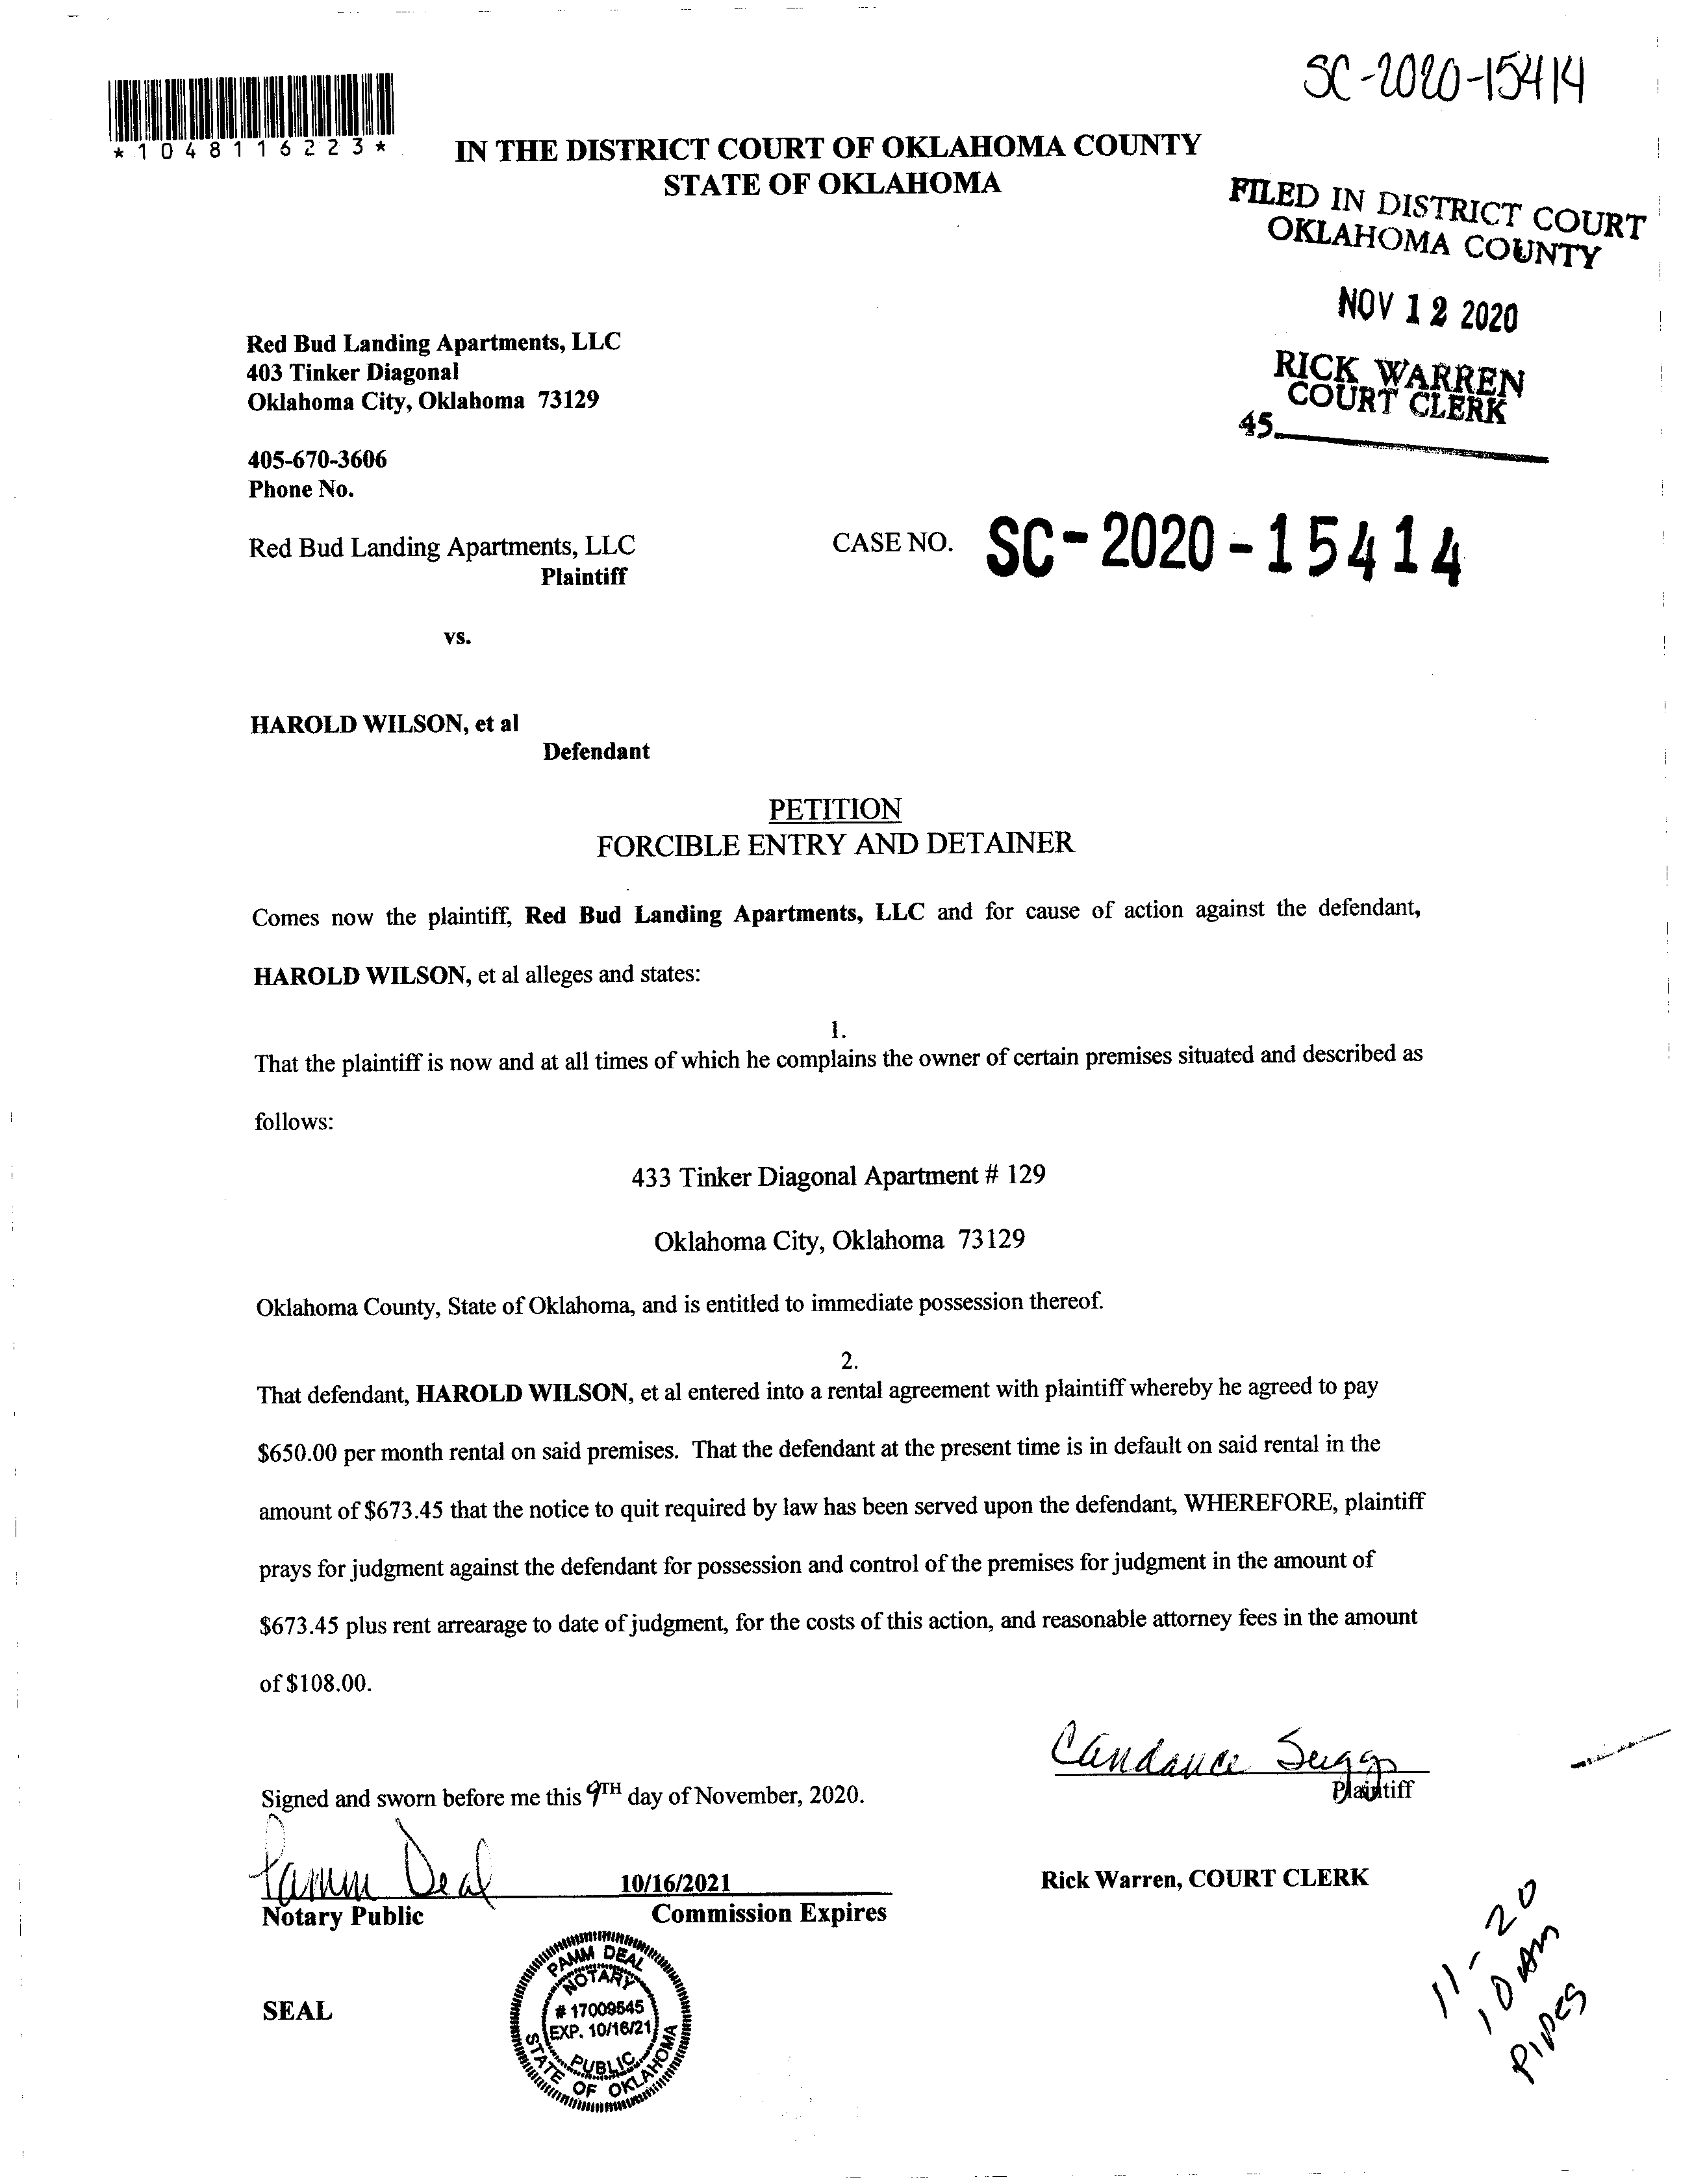 SC-2020-15414
*1048116223*
IN THE DISTRICT COURT OF OKLAHOMA COUNTY
STATE OF OKLAHOMA
FILED IN DISTRICT COURT
OKLAHOMA COUNTY
NOV 12 2020
RICK WARREN
COURT CLERK
45
Red Bud Landing Apartments, LLC
403 Tinker Diagonal
Oklahoma City, Oklahoma 73129
405-670-3606
Phone No.
Red Bud Landing Apartments, LLC
Plaintiff
CASE NO. SC-2020-15414
vs.
HAROLD WILSON, et al
Defendant
PETITION
FORCIBLE ENTRY AND DETAINER
Comes now the plaintiff, Red Bud Landing Apartments, LLC and for cause of action against the defendant,
HAROLD WILSON, et al alleges and states:
1.
That the plaintiff is now and at all times of which he complains the owner of certain premises situated and described as
follows:
433 Tinker Diagonal Apartment # 129
Oklahoma City, Oklahoma 73129
Oklahoma County, State of Oklahoma, and is entitled to immediate possession thereof.
2.
That defendant, HAROLD WILSON, et al entered into a rental agreement with plaintiff whereby he agreed to pay
$650.00 per month rental on said premises. That the defendant at the present time is in default on said rental in the
amount of $673.45 that the notice to quit required by law has been served upon the defendant, WHEREFORE, plaintiff
prays for judgment against the defendant for possession and control of the premises for judgment in the amount of
$673.45 plus rent arrearage to date of judgment, for the costs of this action, and reasonable attorney fees in the amount
of $108.00.
Candance Suggs
Plaintiff
Signed and sworn before me this 9TH day of November, 2020.
Pamm Deal
Notary Public
10/16/2021
Commission Expires
Rick Warren, COURT CLERK
SEAL
PAMM DEAL
NOTARY
# 17009545
EXP. 10/16/21
PUBLIC
STATE OF OKLAHOMA
11-20
10 AM
PIPES